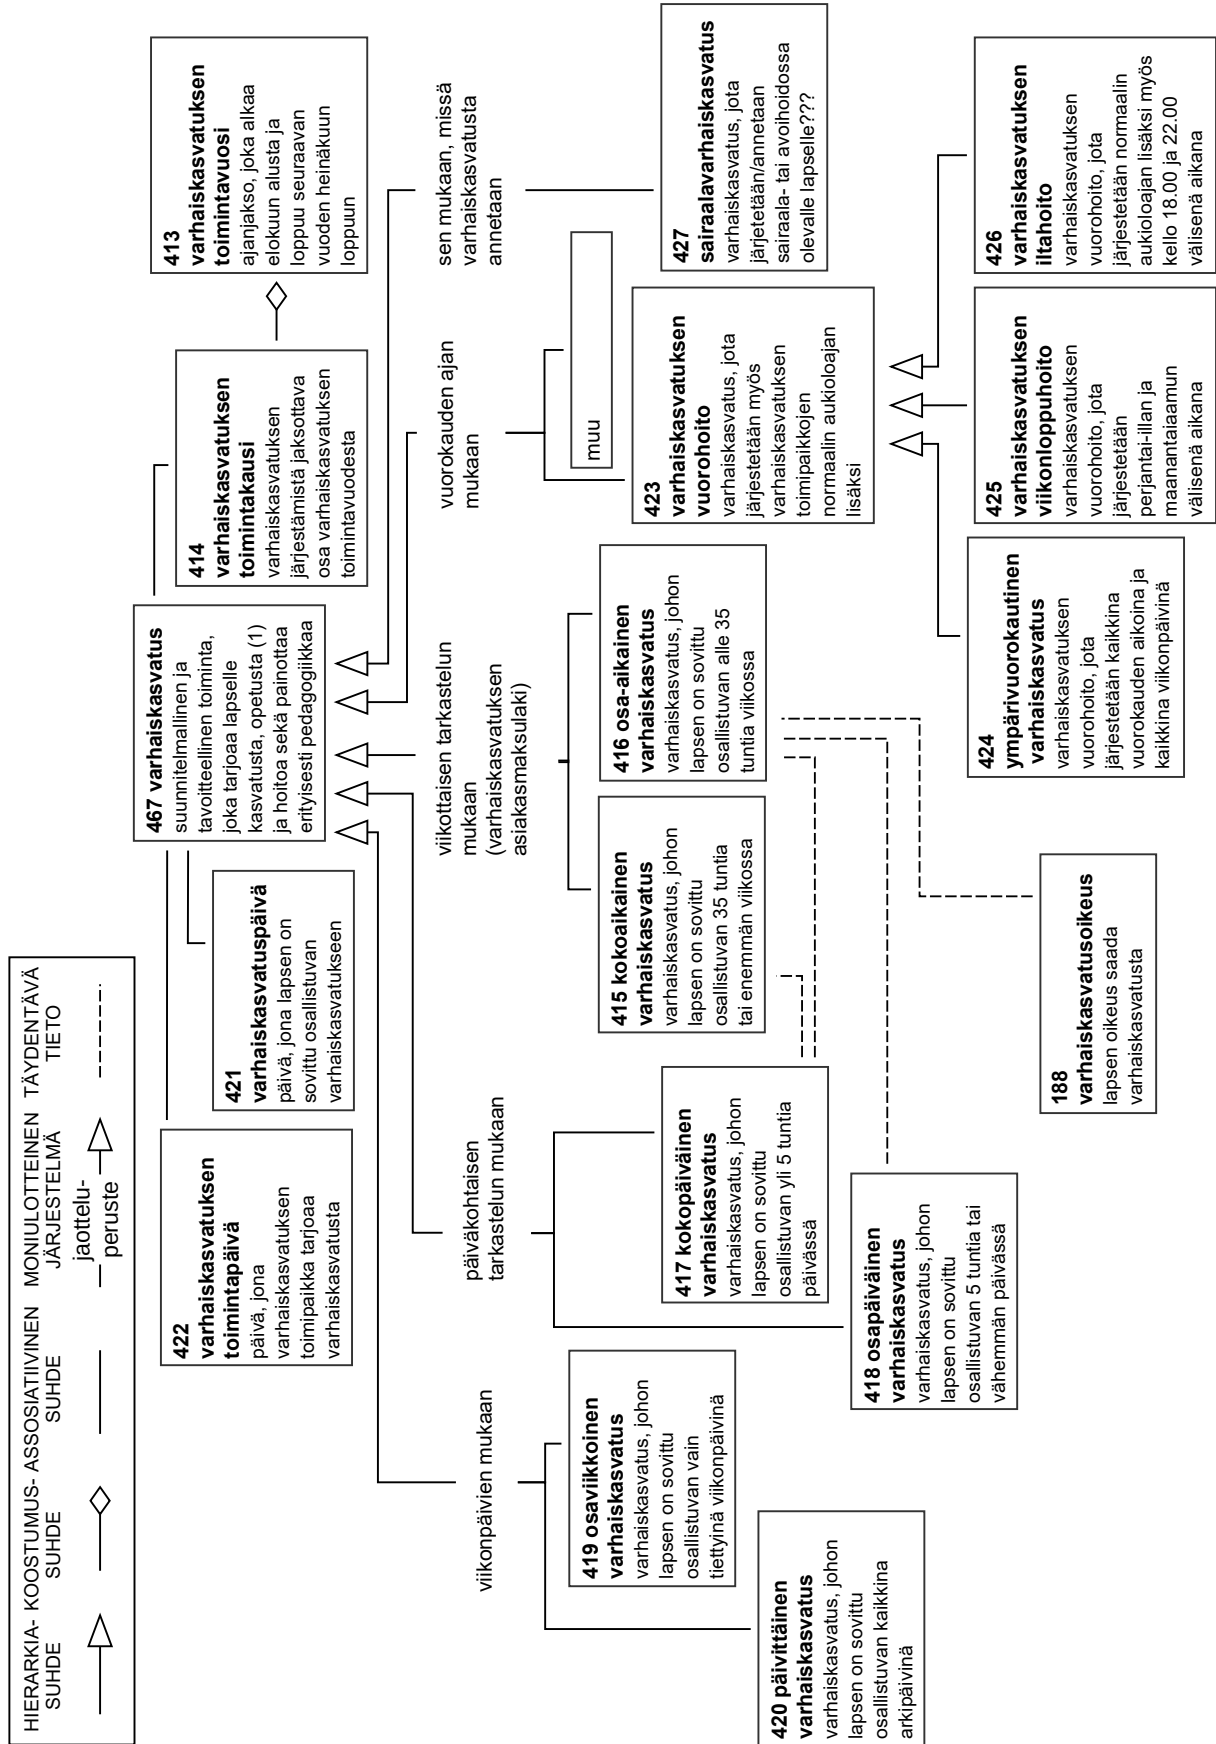 HIERARKIA- KOOSTUMUS- ASSOSIATIIVINEN MONIULOTTEINEN TÄYDENTÄVÄ
SUHDE SUHDE SUHDE JÄRJESTELMÄ TIETO
jaottelu-
peruste
422
varhaiskasvatuksen
toimintapäivä
päivä, jona
varhaiskasvatuksen
toimipaikka tarjoaa
varhaiskasvatusta
421
varhaiskasvatuspäivä
päivä, jona lapsen on
sovittu osallistuvan
varhaiskasvatukseen
467 varhaiskasvatus
suunnitelmallinen ja
tavoitteellinen toiminta,
joka tarjoaa lapselle
kasvatusta, opetusta (1)
ja hoitoa sekä painottaa
erityisesti pedagogiikkaa
414
varhaiskasvatuksen
toimintakausi
varhaiskasvatuksen
järjestämistä jaksottava
osa varhaiskasvatuksen
toimintavuodesta
413
varhaiskasvatuksen
toimintavuosi
ajanjakso, joka alkaa
elokuun alusta ja
loppuu seuraavan
vuoden heinäkuun
loppuun
viikonpäivien mukaan
päiväkohtaisen
tarkastelun mukaan
viikottaisen tarkastelun
mukaan
(varhaiskasvatuksen
asiakasmaksulaki)
vuorokauden ajan
mukaan
sen mukaan, missä
varhaiskasvatusta
annetaan
420 päivittäinen
varhaiskasvatus
varhaiskasvatus, johon
lapsen on sovittu
osallistuvan kaikkina
arkipäivinä
419 osaviikkoinen
varhaiskasvatus
varhaiskasvatus, johon
lapsen on sovittu
osallistuvan vain
tiettyinä viikonpäivinä
418 osapäiväinen
varhaiskasvatus
varhaiskasvatus, johon
lapsen on sovittu
osallistuvan 5 tuntia tai
vähemmän päivässä
417 kokopäiväinen
varhaiskasvatus
varhaiskasvatus, johon
lapsen on sovittu
osallistuvan yli 5 tuntia
päivässä
415 kokoaikainen
varhaiskasvatus
varhaiskasvatus, johon
lapsen on sovittu
osallistuvan 35 tuntia
tai enemmän viikossa
416 osa-aikainen
varhaiskasvatus
varhaiskasvatus, johon
lapsen on sovittu
osallistuvan alle 35
tuntia viikossa
423
varhaiskasvatuksen
vuorohoito
varhaiskasvatus, jota
järjestetään myös
varhaiskasvatuksen
toimipaikkojen
normaalin aukioloajan
lisäksi
muu
427
sairaalavarhaiskasvatus
varhaiskasvatus, jota
järjetetään/annetaan
sairaala- tai avoihoidossa
olevalle lapselle???
188
varhaiskasvatusoikeus
lapsen oikeus saada
varhaiskasvatusta
424
ympärivuorokautinen
varhaiskasvatus
varhaiskasvatuksen
vuorohoito, jota
järjestetään kaikkina
vuorokauden aikoina ja
kaikkina viikonpäivinä
425
varhaiskasvatuksen
viikonloppuhoito
varhaiskasvatuksen
vuorohoito, jota
järjestetään
perjantai-illan ja
maanantaiaamun
välisenä aikana
426
varhaiskasvatuksen
iltahoito
varhaiskasvatuksen
vuorohoito, jota
järjestetään normaalin
aukioloajan lisäksi myös
kello 18.00 ja 22.00
välisenä aikana